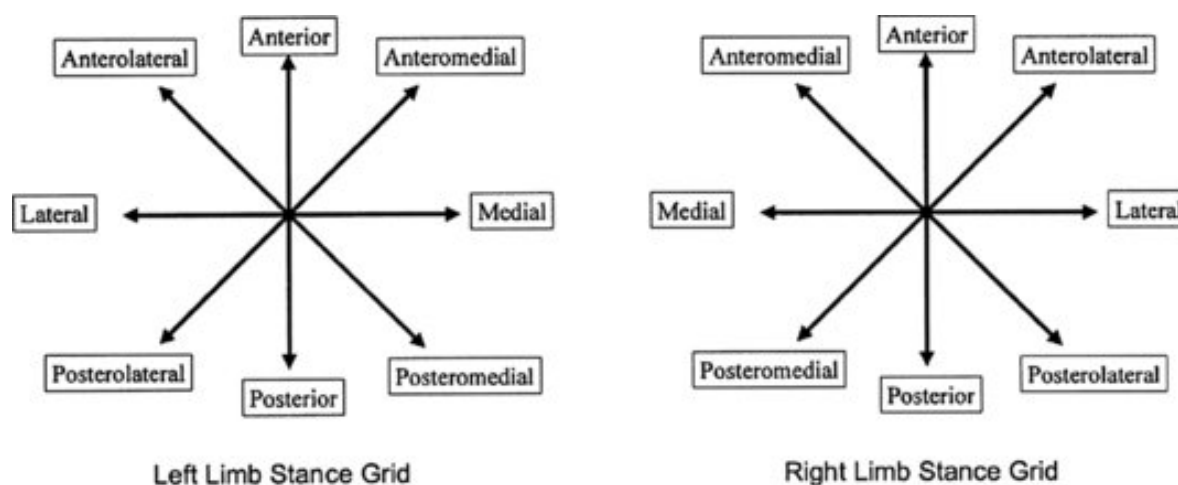 Anterior
Anterolateral
Anteromedial
Lateral
Medial
Posterolateral
Posteromedial
Posterior
Left Limb Stance Grid
Anterior
Anteromedial
Anterolateral
Medial
Lateral
Posteromedial
Posterolateral
Posterior
Right Limb Stance Grid